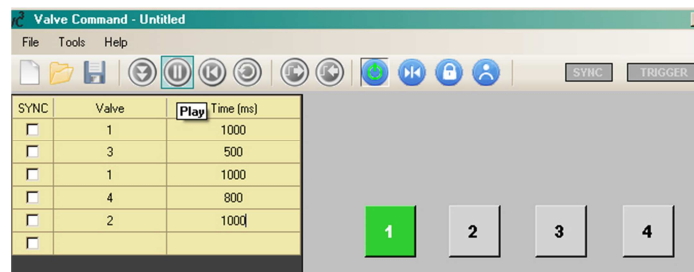 Valve Command - Untitled
File Tools Help
SYNC TRIGGER
SYNC Valve Time (ms)
Play
1 1000
3 500
1 1000
4 800
2 1000
1 2 3 4